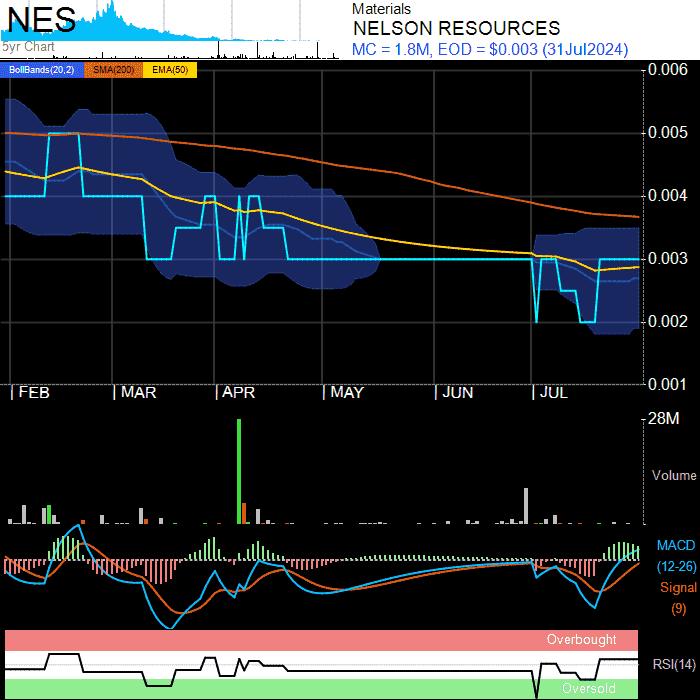 NES
5yr Chart
Materials
NELSON RESOURCES
MC = 1.8M, EOD = $0.003 (31Jul2024)
BollBands(20,2) SMA(200) EMA(50)
0.006
0.005
0.004
0.003
0.002
0.001
FEB MAR APR MAY JUN JUL
28M
Volume
MACD
(12-26)
Signal
(9)
Overbought
RSI(14)
Oversold